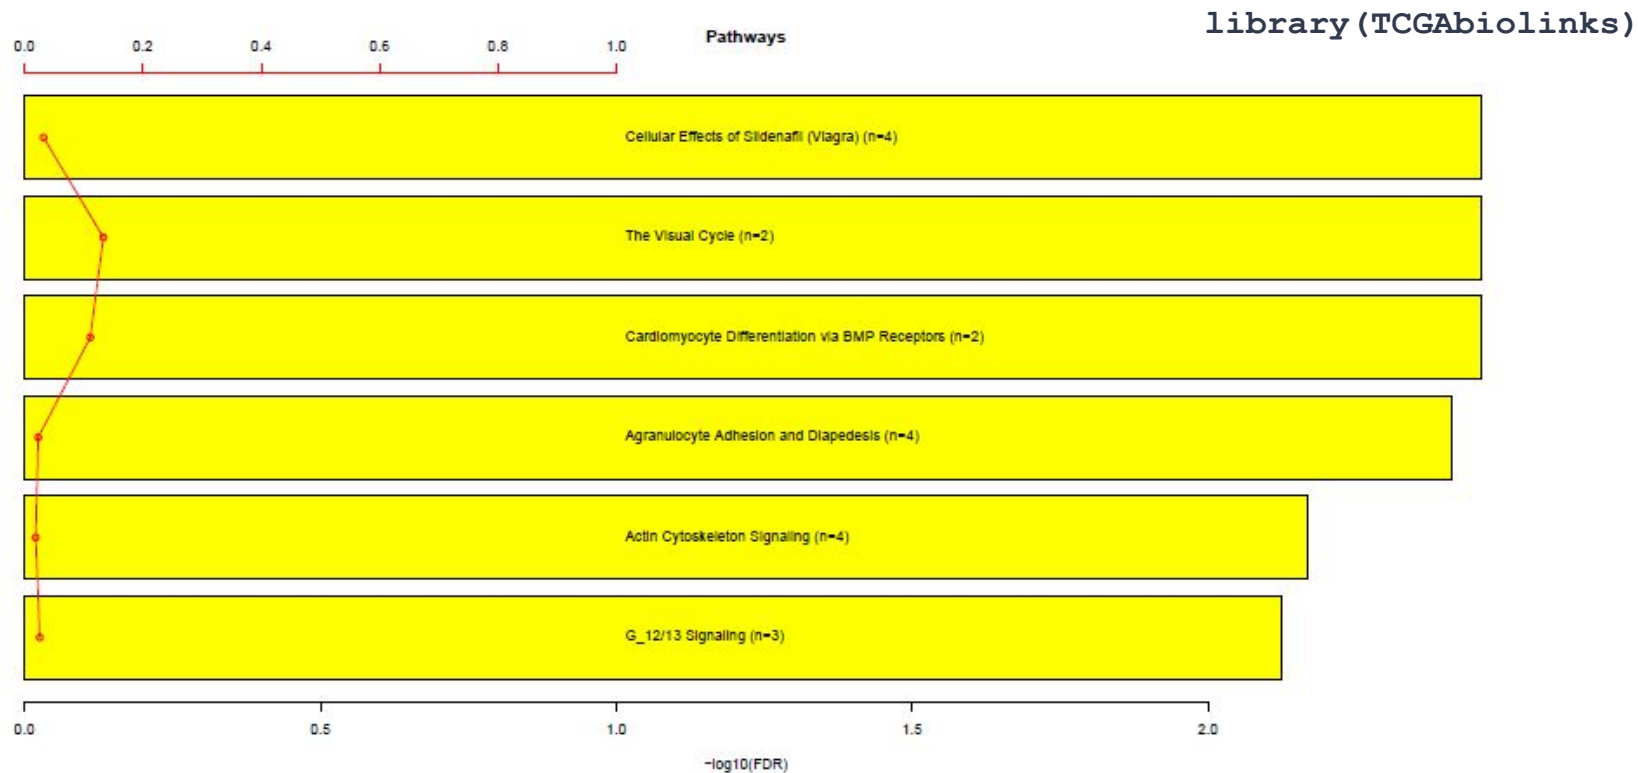 library(TCGAbiolinks)
Pathways
0.0 0.2 0.4 0.6 0.8 1.0
Cellular Effects of Sildenafil (Viagra) (n=4)
The Visual Cycle (n=2)
Cardiomyocyte Differentiation via BMP Receptors (n=2)
Agranulocyte Adhesion and Diapedesis (n=4)
Actin Cytoskeleton Signaling (n=4)
G_12/13 Signaling (n=3)
0.0 0.5 1.0 1.5 2.0
−log10(FDR)